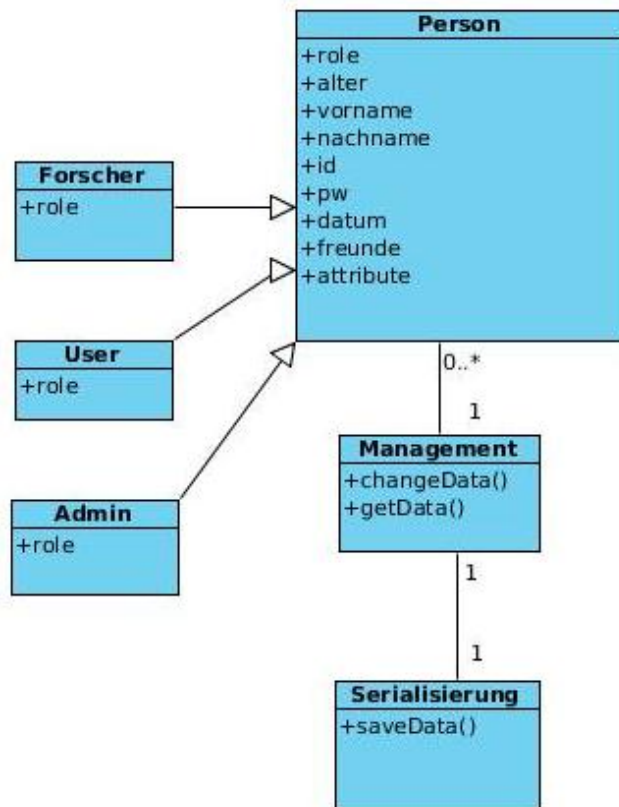 Person
+role
+alter
+vorname
+nachname
+id
+pw
+datum
+freunde
+attribute
Forscher
+role
User
+role
Admin
+role
0..*
1
Management
+changeData()
+getData()
1
1
Serialisierung
+saveData()